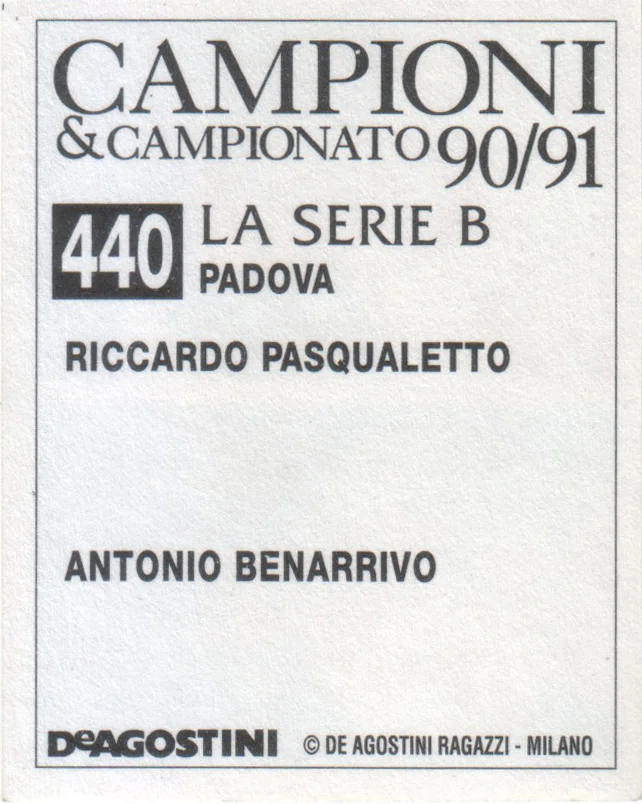 CAMPIONI
& CAMPIONATO 90/91
440 LA SERIE B
PADOVA
RICCARDO PASQUALETTO
ANTONIO BENARRIVO
DeAGOSTINI © DE AGOSTINI RAGAZZI - MILANO